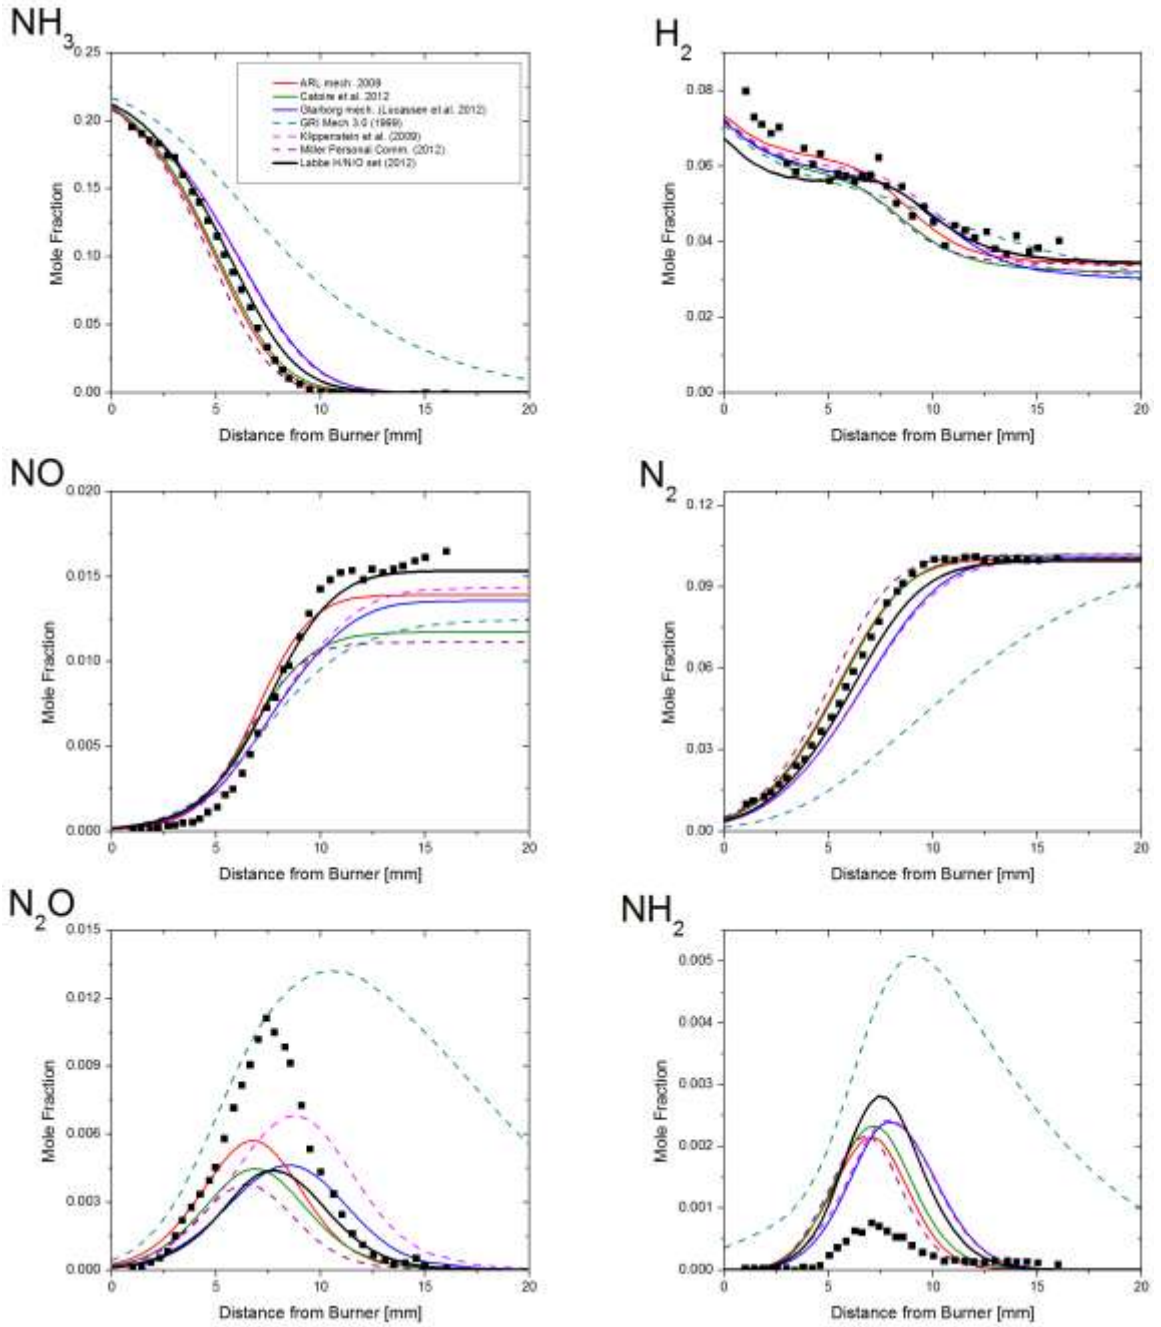 NH3
0.25
0.20
0.15
0.10
0.05
0.00
Mole Fraction
ARL mech. 2009
Catoire et al. 2012
Glarborg mech. (Lucassen et al. 2012)
GRI Mech 3.0 (1999)
Klippenstein et al. (2009)
Miller Personal Comm. (2012)
Labbe H/N/O set (2012)
0 5 10 15 20
Distance from Burner [mm]
H2
0.08
0.06
0.04
0.02
0.00
Mole Fraction
0 5 10 15 20
Distance from Burner [mm]
NO
0.020
0.015
0.010
0.005
0.000
Mole Fraction
0 5 10 15 20
Distance from Burner [mm]
N2
0.12
0.09
0.06
0.03
0.00
Mole Fraction
0 5 10 15 20
Distance from Burner [mm]
N2O
0.015
0.012
0.009
0.006
0.003
0.000
Mole Fraction
0 5 10 15 20
Distance from Burner [mm]
NH2
0.005
0.004
0.003
0.002
0.001
0.000
Mole Fraction
0 5 10 15 20
Distance from Burner [mm]